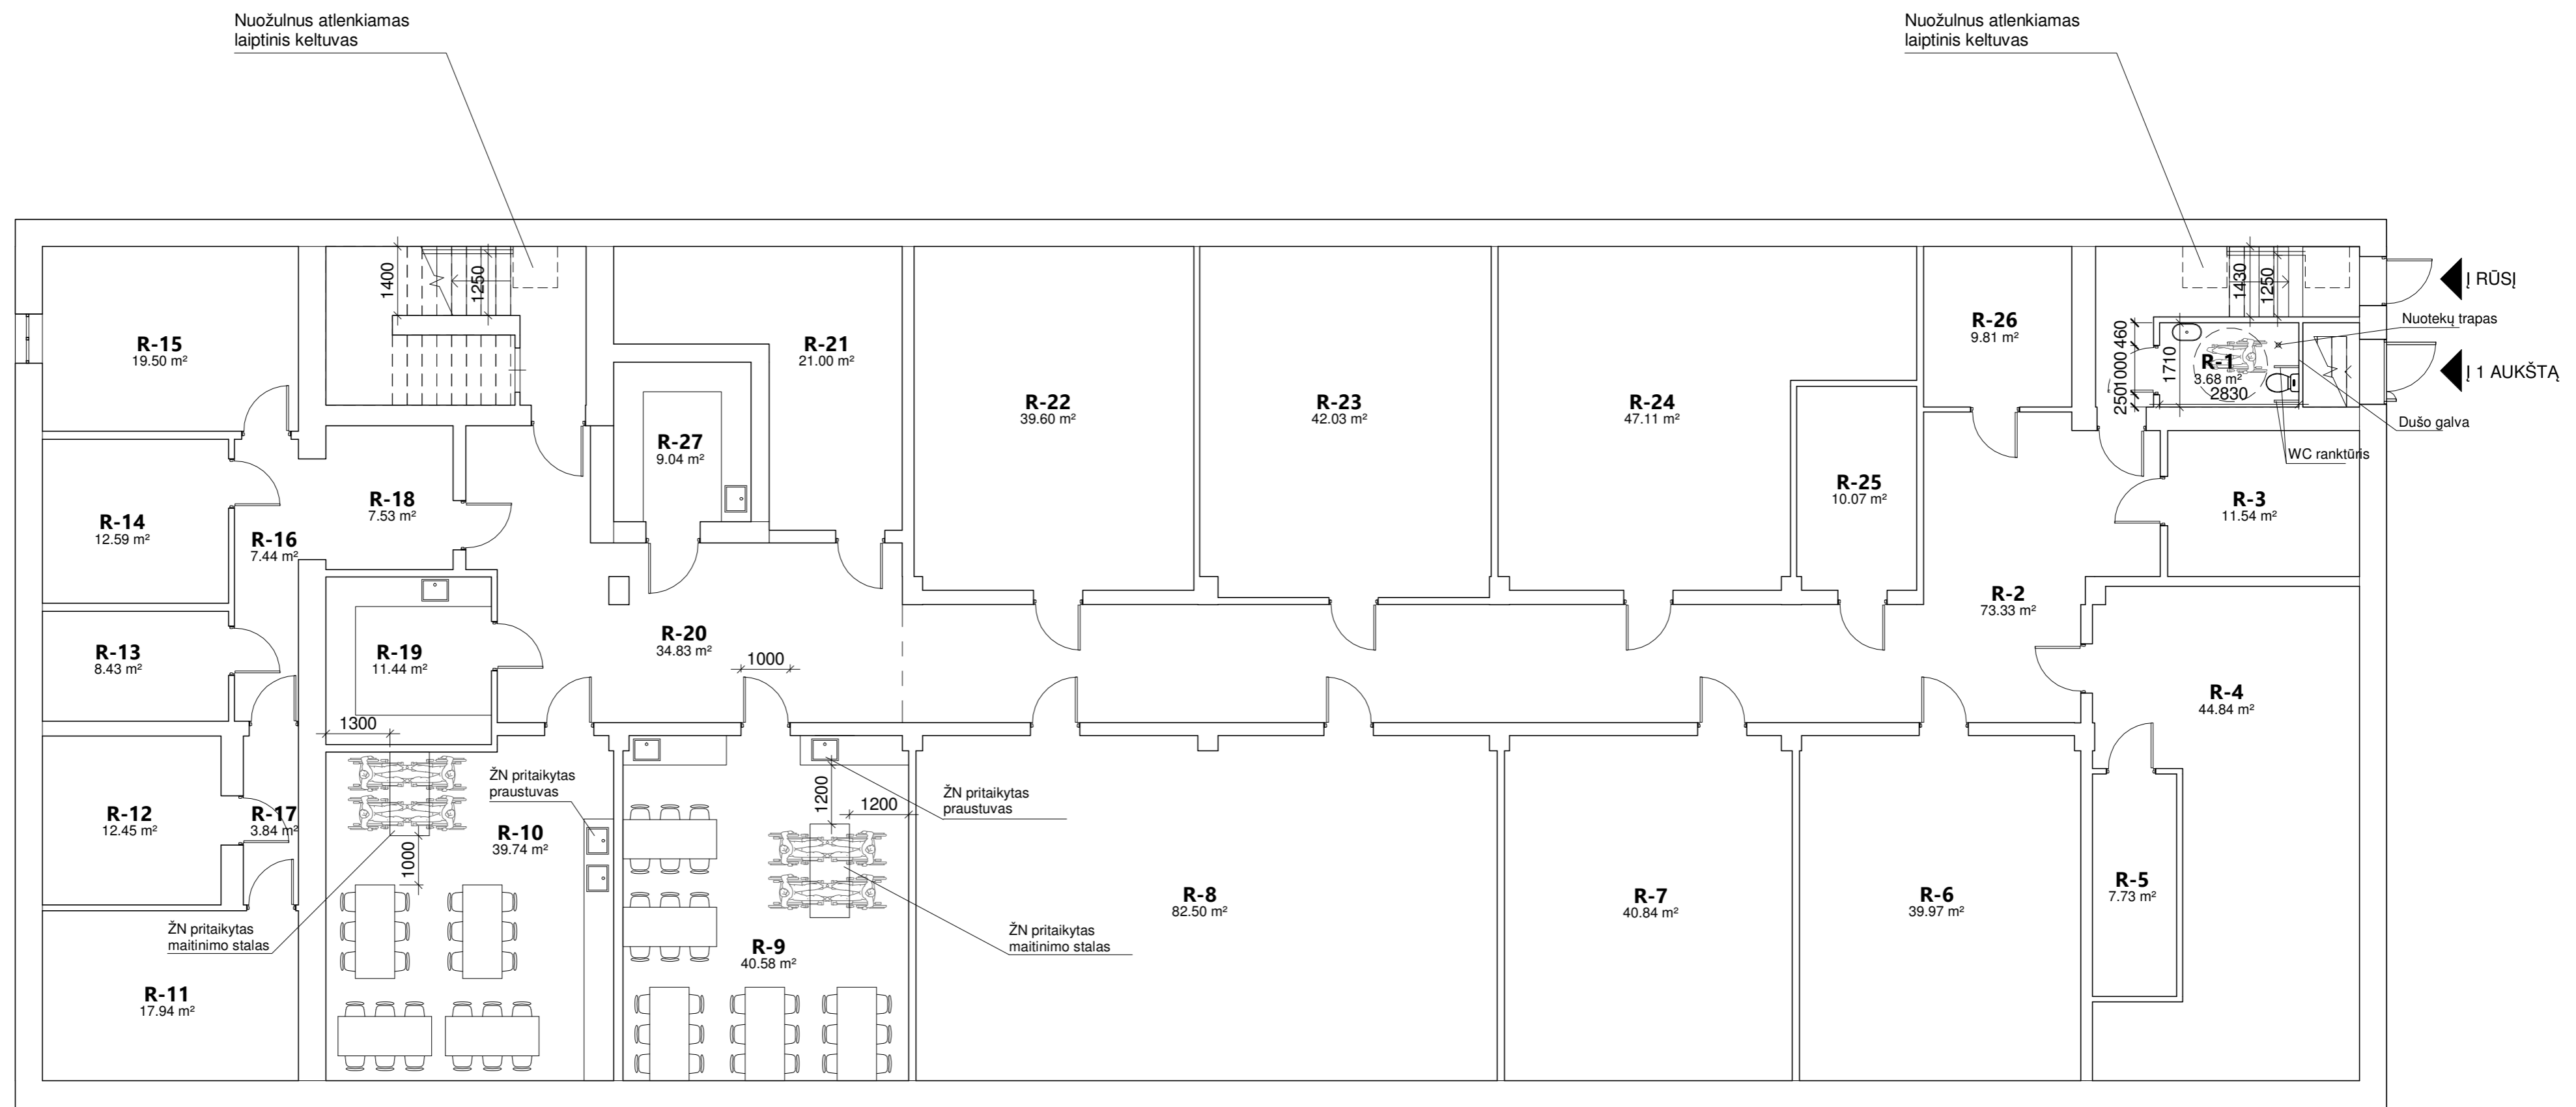 Nuožulnus atlenkiamas
laiptinis keltuvas
Nuožulnus atlenkiamas
laiptinis keltuvas
1400
1250
1430
1250
Į RŪSĮ
Nuotekų trapas
R-15
19.50 m²
R-21
21.00 m²
R-26
9.81 m²
460
1000
250
1710
R-1
3.68 m²
2830
Į 1 AUKŠTĄ
Dušo galva
WC ranktūris
R-22
39.60 m²
R-23
42.03 m²
R-24
47.11 m²
R-27
9.04 m²
R-25
10.07 m²
R-3
11.54 m²
R-14
12.59 m²
R-18
7.53 m²
R-16
7.44 m²
R-2
73.33 m²
R-13
8.43 m²
R-19
11.44 m²
R-20
34.83 m²
1000
R-4
44.84 m²
1300
ŽN pritaikytas
praustuvas
1200
1200
ŽN pritaikytas
praustuvas
R-12
12.45 m²
R-17
3.84 m²
R-10
39.74 m²
1000
R-8
82.50 m²
R-7
40.84 m²
R-6
39.97 m²
R-5
7.73 m²
ŽN pritaikytas
maitinimo stalas
R-9
40.58 m²
ŽN pritaikytas
maitinimo stalas
R-11
17.94 m²